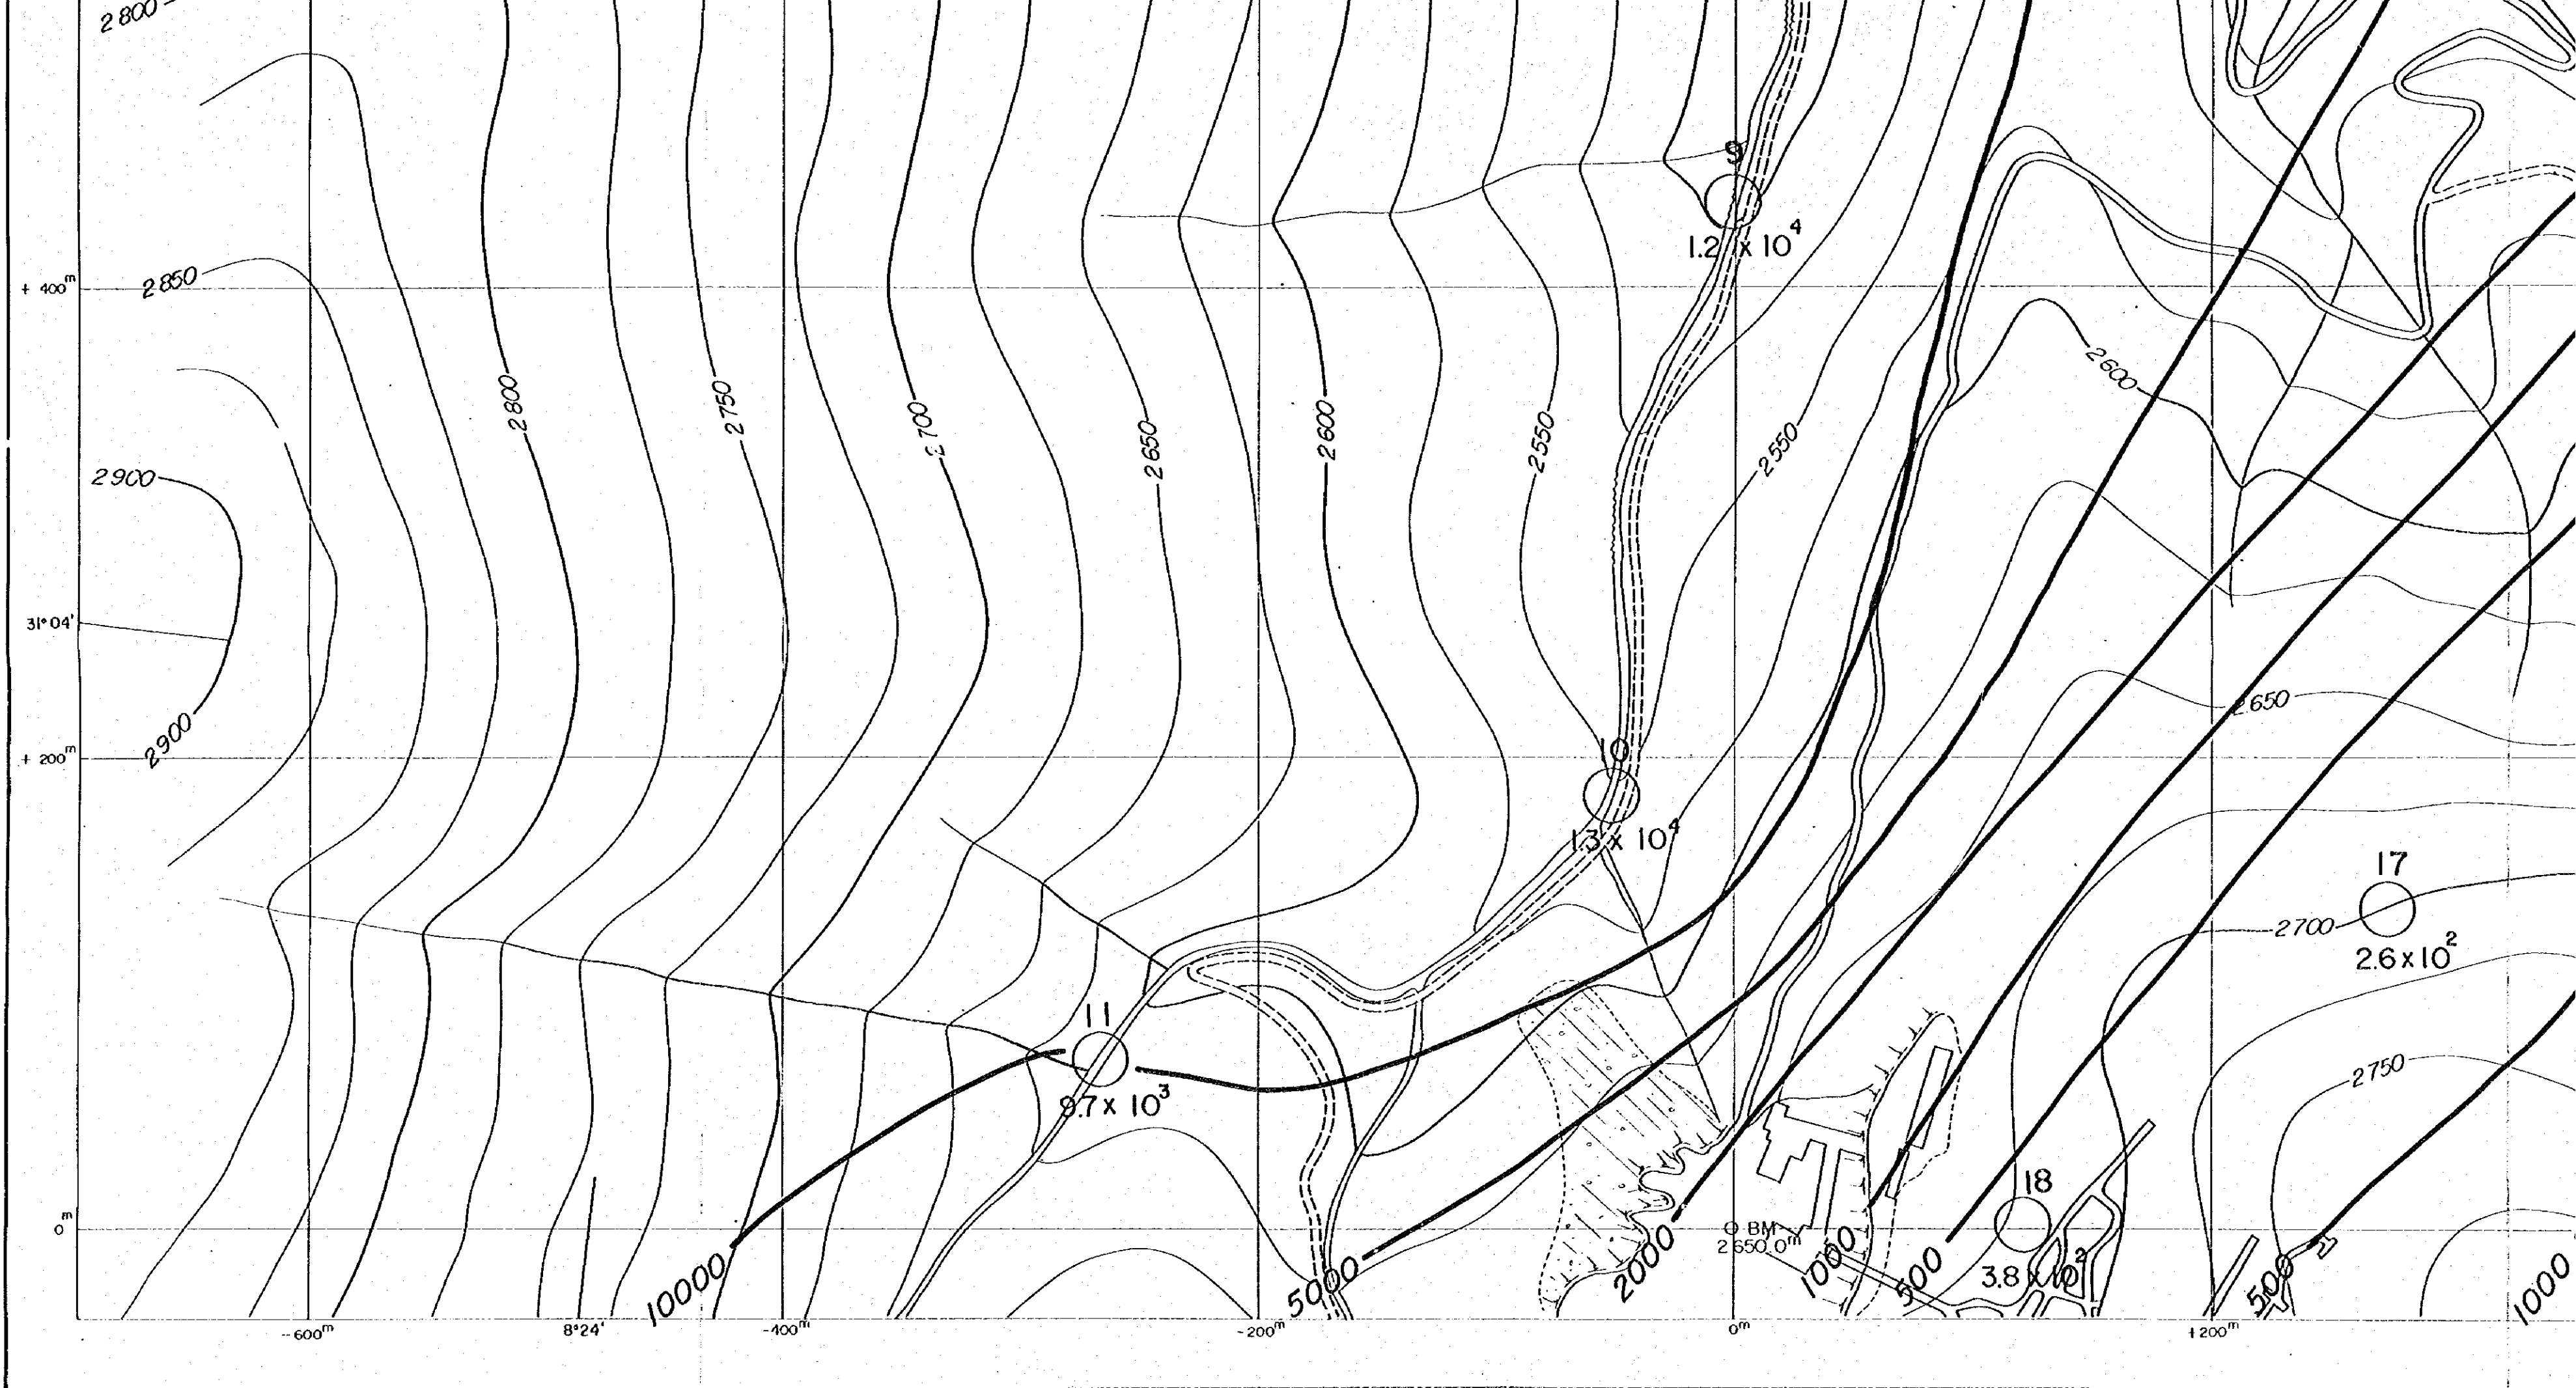 2800
9
1.2 x 10⁴
+ 400ᵐ
2850
2600
2800
2750
2700
2650
2600
2550
2550
2900
31° 04'
2650
2900
+ 200ᵐ
10
1.3 x 10⁴
17
2700
2.6 x 10²
11
9.7 x 10³
2750
18
0ᵐ
BM
2650.0ᵐ
3.8 x 10²
10000
5000
2000
1000
500
500
1000
-600ᵐ
8°24'
-400ᵐ
-200ᵐ
0ᵐ
+200ᵐ